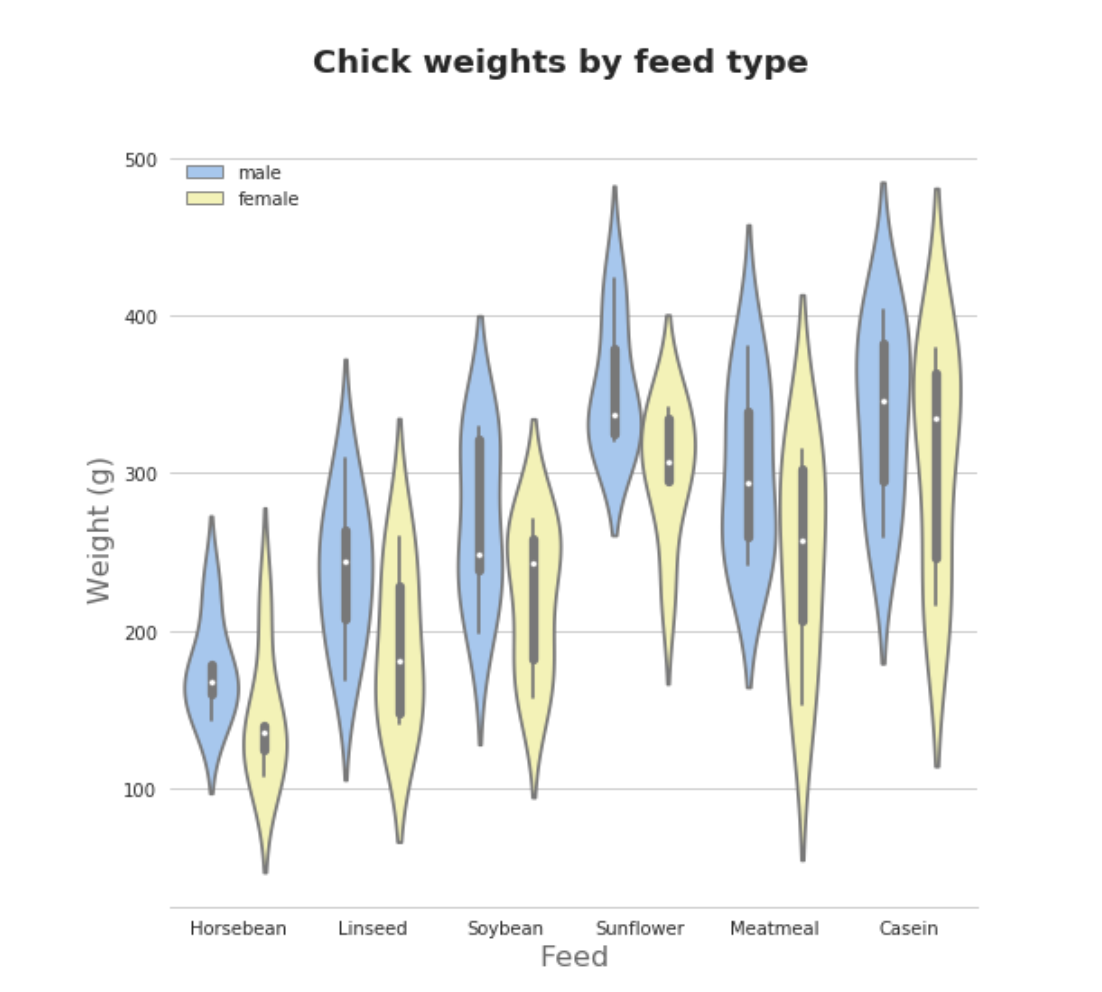 Chick weights by feed type
500
male
female
400
300
200
100
Weight (g)
Horsebean Linseed Soybean Sunflower Meatmeal Casein
Feed